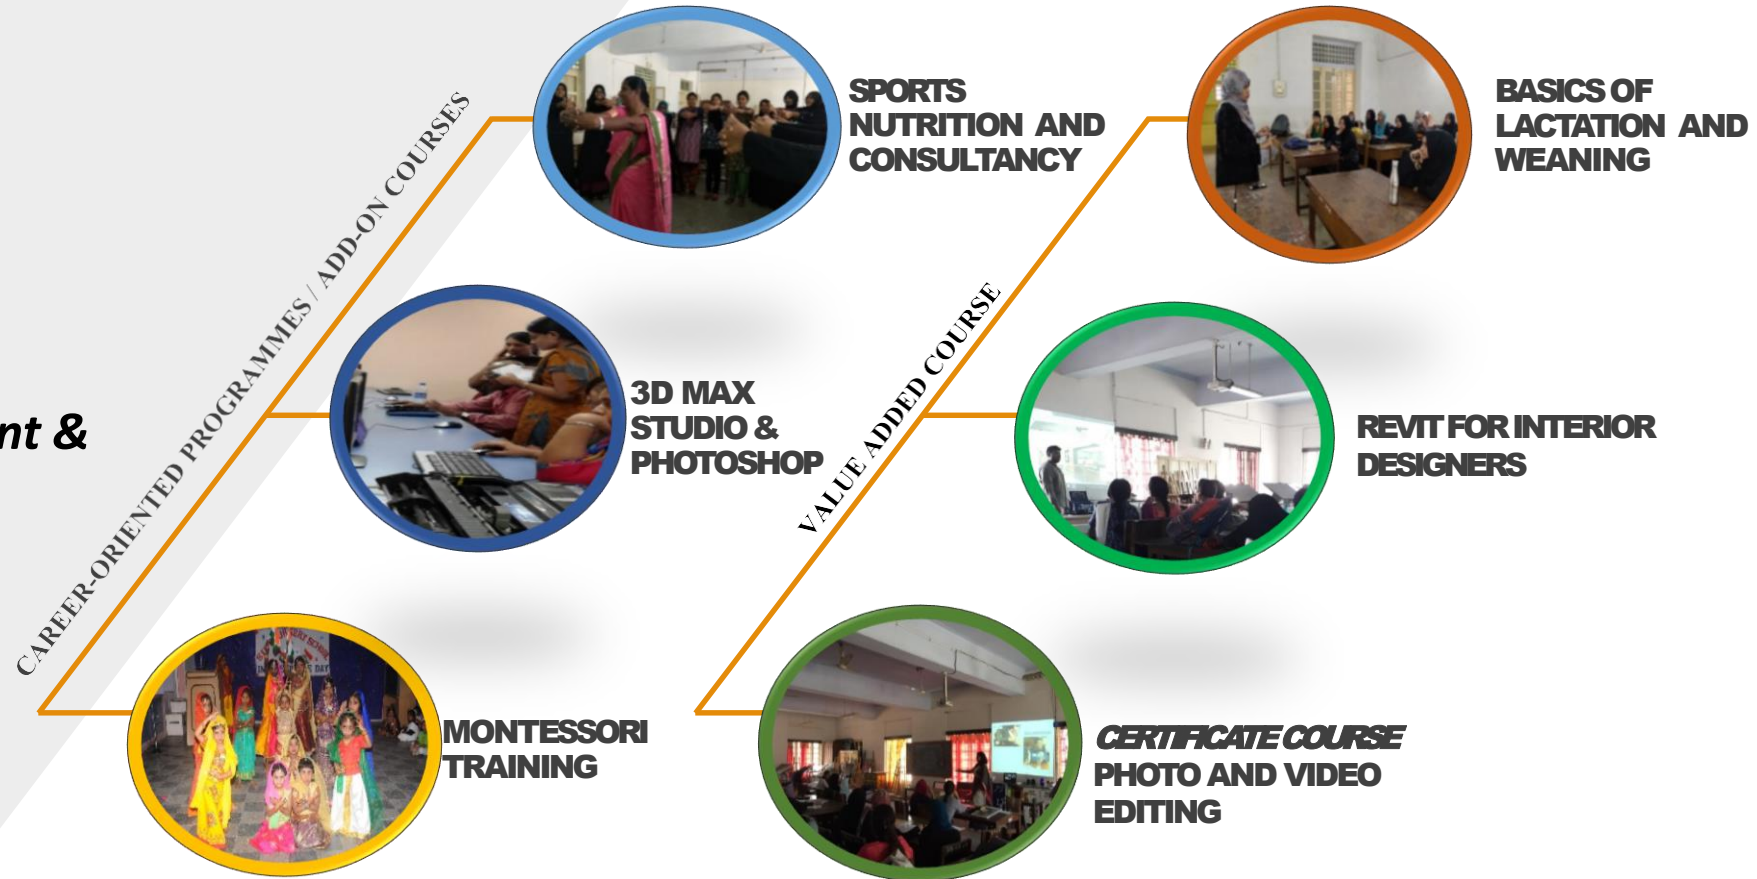 nt &
CAREER-ORIENTED PROGRAMMES / ADD-ON COURSES
SPORTS
NUTRITION AND
CONSULTANCY
3D MAX
STUDIO &
PHOTOSHOP
MONTESSORI
TRAINING
VALUE ADDED COURSE
BASICS OF
LACTATION AND
WEANING
REVIT FOR INTERIOR
DESIGNERS
CERTIFICATE COURSE
PHOTO AND VIDEO
EDITING